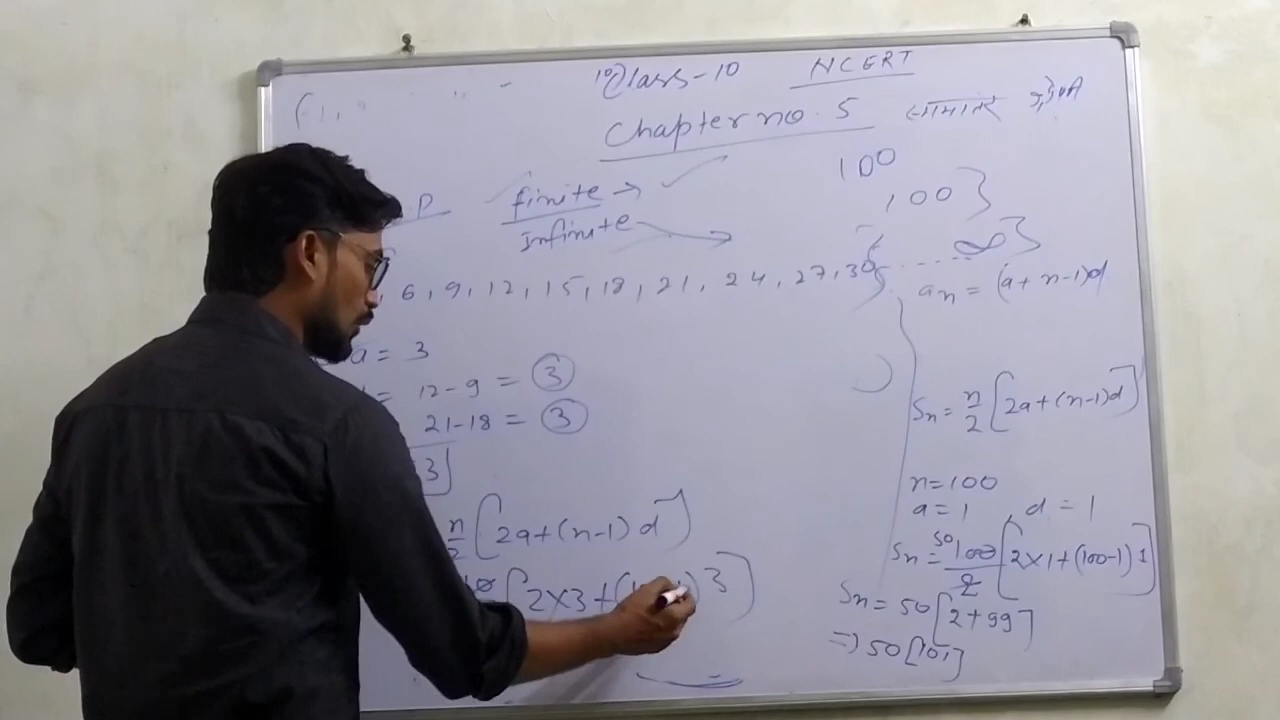 Class-10 NCERT
Chapter no. 5
finite →
infinite
100
100}
∞}
6, 9, 12, 15, 18, 21, 24, 27, 30
a = 3
= 12-9 = 3
21-18 = 3
3
n/2 [2a+(n-1)d]
[2×3+( ) 3]
an = (a+n-1)d
Sn = n/2 [2a+(n-1)d]
n=100
a=1, d=1
Sn = 50 100/2 [2×1+(100-1)1]
Sn = 50[2+99]
⇒ 50[101]